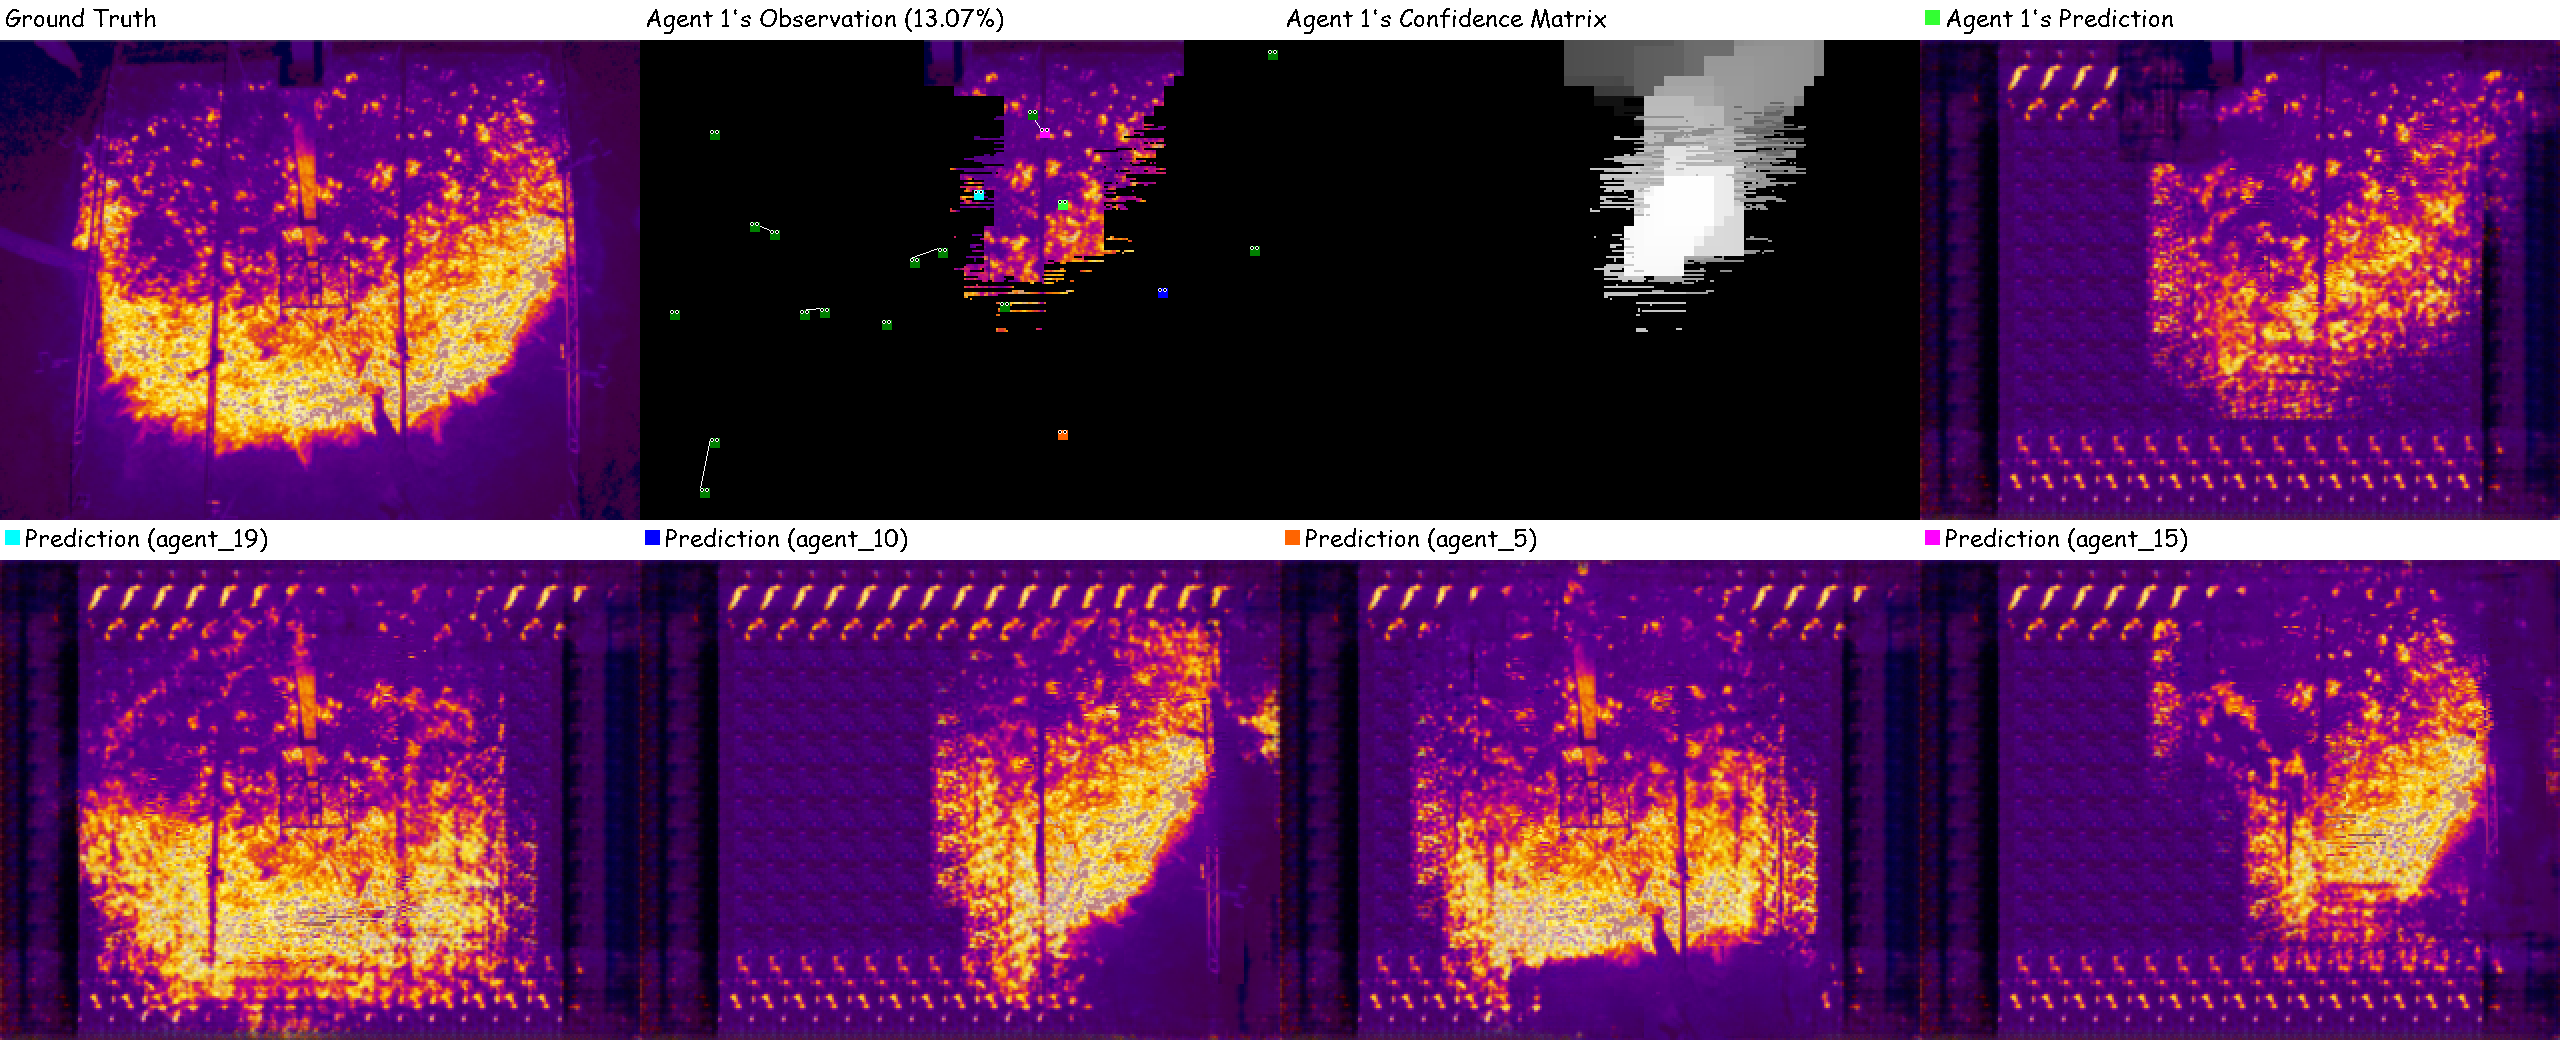 Ground Truth
Agent 1's Observation (13.07%)
Agent 1's Confidence Matrix
Agent 1's Prediction
Prediction (agent_19)
Prediction (agent_10)
Prediction (agent_5)
Prediction (agent_15)